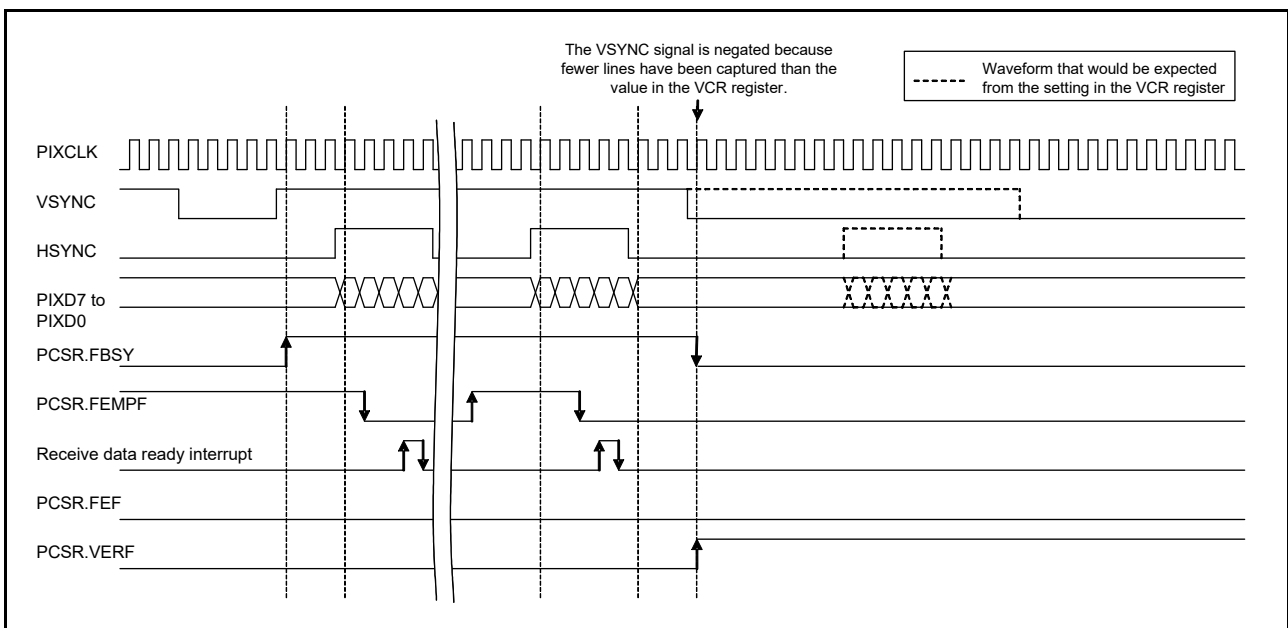 The VSYNC signal is negated because
fewer lines have been captured than the
value in the VCR register.
Waveform that would be expected
from the setting in the VCR register
PIXCLK
VSYNC
HSYNC
PIXD7 to
PIXD0
PCSR.FBSY
PCSR.FEMPF
Receive data ready interrupt
PCSR.FEF
PCSR.VERF